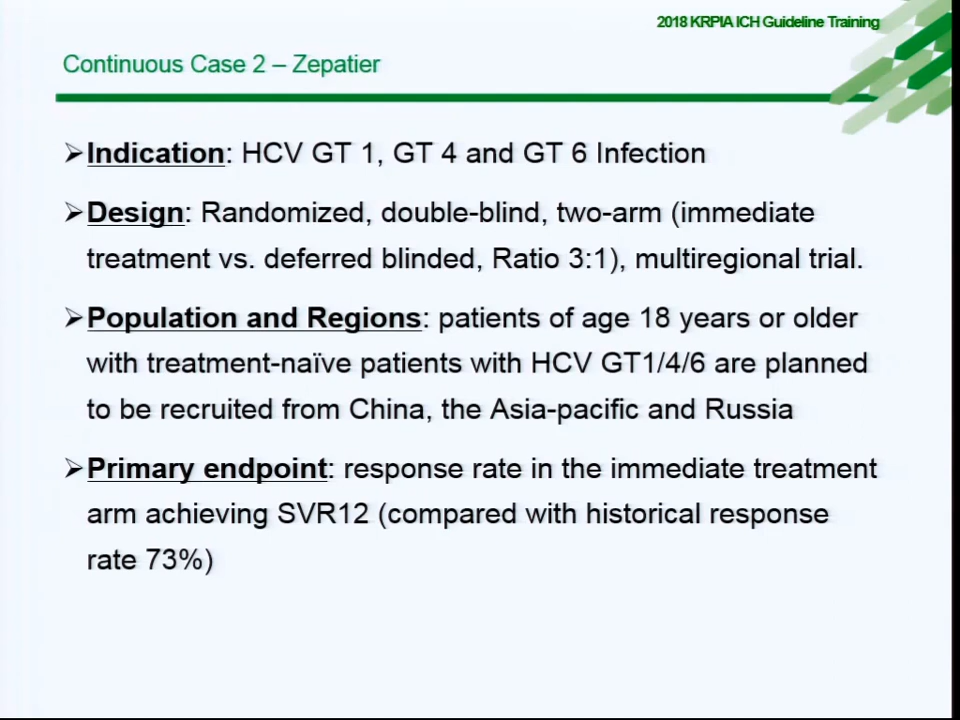 2018 KRPIA ICH Guideline Training
Continuous Case 2 – Zepatier
➢Indication: HCV GT 1, GT 4 and GT 6 Infection
➢Design: Randomized, double-blind, two-arm (immediate
treatment vs. deferred blinded, Ratio 3:1), multiregional trial.
➢Population and Regions: patients of age 18 years or older
with treatment-naïve patients with HCV GT1/4/6 are planned
to be recruited from China, the Asia-pacific and Russia
➢Primary endpoint: response rate in the immediate treatment
arm achieving SVR12 (compared with historical response
rate 73%)